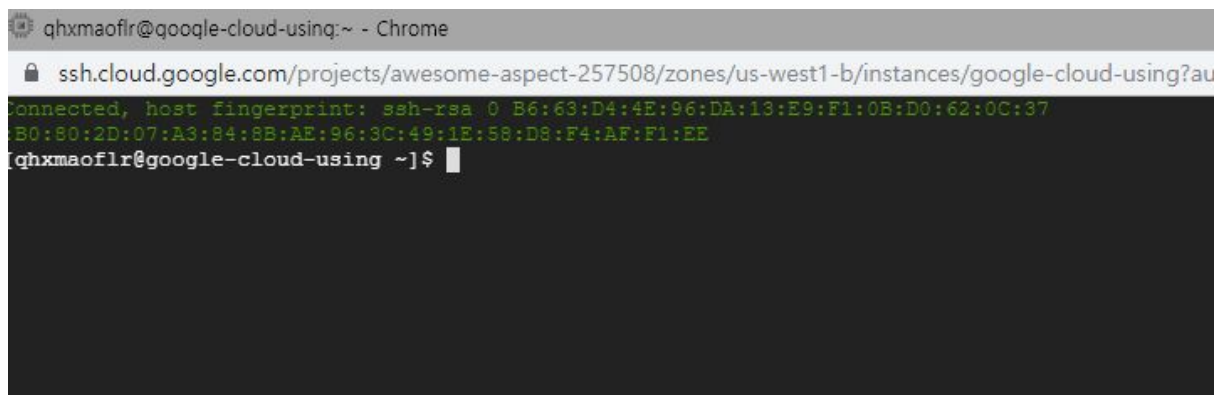 qhxmaoflr@google-cloud-using:~ - Chrome
ssh.cloud.google.com/projects/awesome-aspect-257508/zones/us-west1-b/instances/google-cloud-using?au
Connected, host fingerprint: ssh-rsa 0 B6:63:D4:4E:96:DA:13:E9:F1:0B:D0:62:0C:37
:B0:80:2D:07:A3:84:8B:AE:96:3C:49:1E:58:D8:F4:AF:F1:EE
[qhxmaoflr@google-cloud-using ~]$